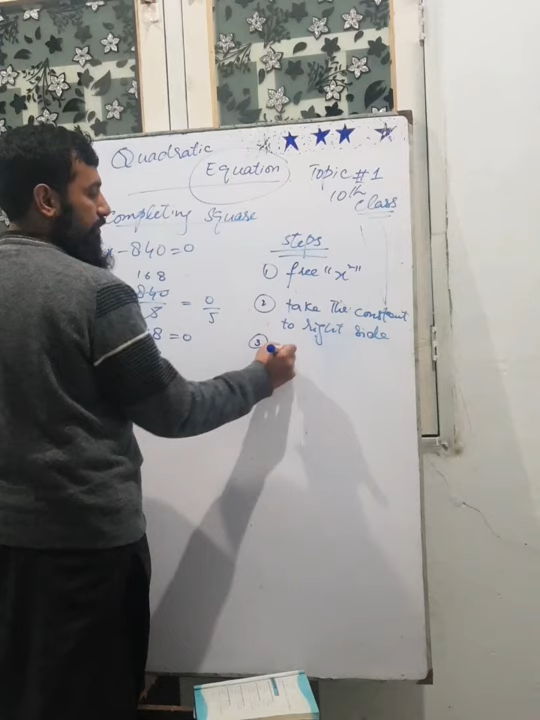 Quadratic
Equation
Topic #1
10th
Class
Completing Square
x - 840 = 0
168
840 = 0
5
8 = 0
steps
① free "x²"
② take the constant
to right side
③